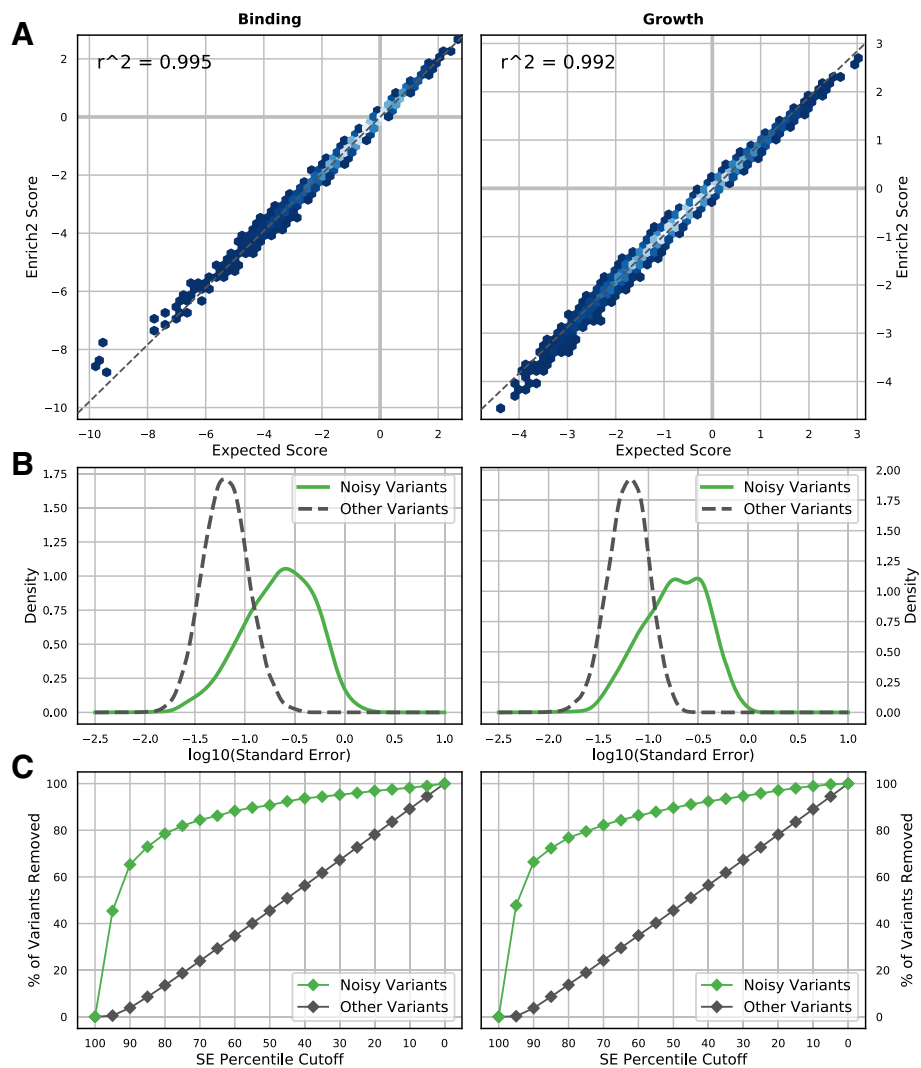 Binding
Growth
A
r^2 = 0.995
r^2 = 0.992
Enrich2 Score
2
0
−2
−4
−6
−8
−10
−10 −8 −6 −4 −2 0 2
Expected Score
Enrich2 Score
3
2
1
0
−1
−2
−3
−4
−4 −3 −2 −1 0 1 2 3
Expected Score
B
Density
1.75
1.50
1.25
1.00
0.75
0.50
0.25
0.00
Noisy Variants
Other Variants
−2.5 −2.0 −1.5 −1.0 −0.5 0.0 0.5 1.0
log10(Standard Error)
Noisy Variants
Other Variants
Density
2.00
1.75
1.50
1.25
1.00
0.75
0.50
0.25
0.00
−2.5 −2.0 −1.5 −1.0 −0.5 0.0 0.5 1.0
log10(Standard Error)
C
% of Variants Removed
100
80
60
40
20
0
Noisy Variants
Other Variants
100 90 80 70 60 50 40 30 20 10 0
SE Percentile Cutoff
Noisy Variants
Other Variants
% of Variants Removed
100
80
60
40
20
0
100 90 80 70 60 50 40 30 20 10 0
SE Percentile Cutoff